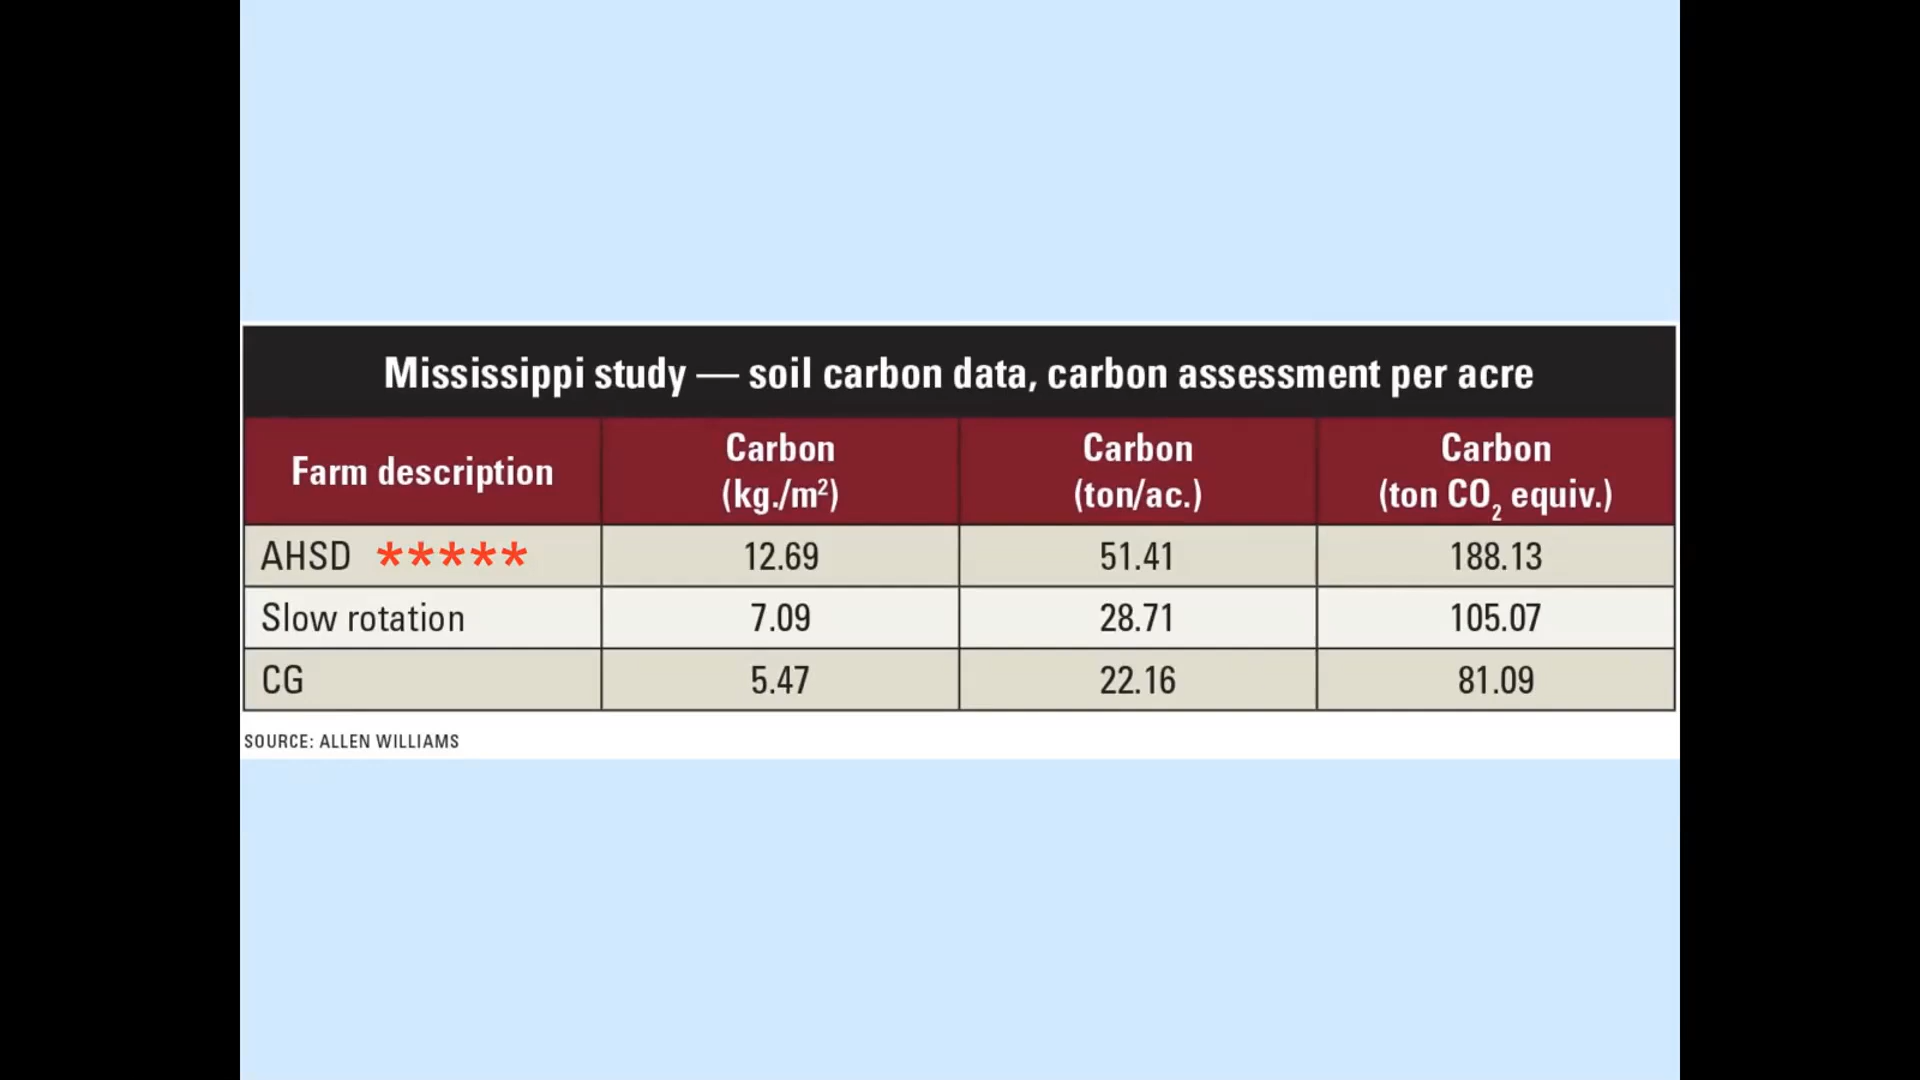 Mississippi study — soil carbon data, carbon assessment per acre
Farm description
Carbon
(kg./m²)
Carbon
(ton/ac.)
Carbon
(ton CO₂ equiv.)
AHSD ***** 12.69 51.41 188.13
Slow rotation 7.09 28.71 105.07
CG 5.47 22.16 81.09
SOURCE: ALLEN WILLIAMS